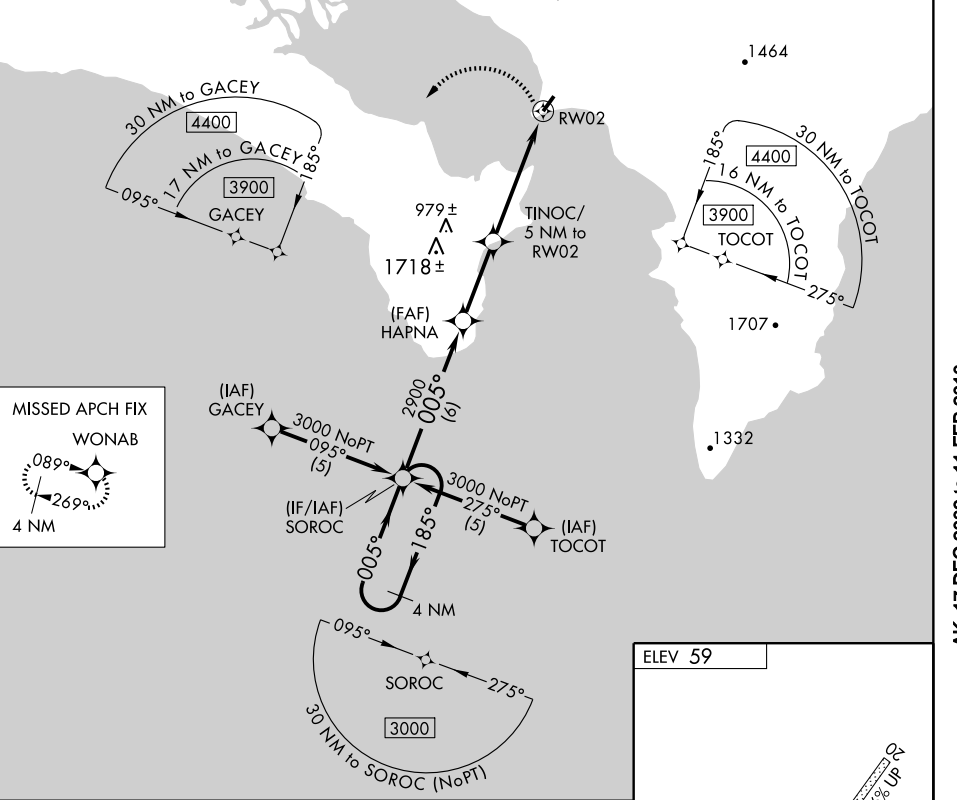 1464
30 NM to GACEY
4400
185°
17 NM to GACEY
3900
095°
GACEY
RW02
185°
30 NM to TOCOT
4400
16 NM to TOCOT
3900
TOCOT
275°
979±
1718±
TINOC/
5 NM to
RW02
(FAF)
HAPNA
1707
2900
005°
(6)
(IAF)
GACEY
3000 NoPT
095°
(5)
MISSED APCH FIX
WONAB
089°
269°
4 NM
1332
3000 NoPT
275°
(5)
(IF/IAF)
SOROC
(IAF)
TOCOT
005°
185°
4 NM
095°
SOROC
275°
3000
30 NM to SOROC (NoPT)
ELEV 59
02
% UP